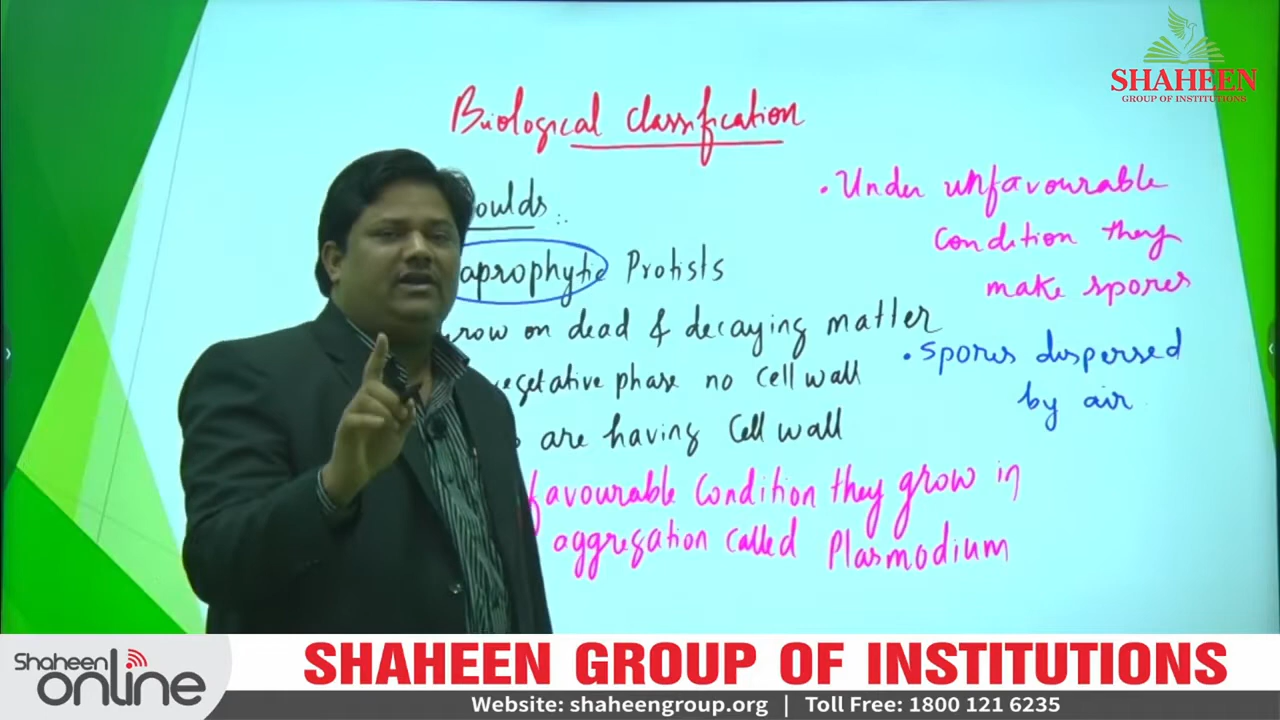 SHAHEEN
GROUP OF INSTITUTIONS
Biological classification
oulds
aprophytic Protists
row on dead & decaying matter
vegetative phase no cell wall
are having Cell wall
favourable Condition they grow in
aggregation called Plasmodium
• Under unfavourable
Condition they
make spores
• spores dispersed
by air
Shaheen
online
SHAHEEN GROUP OF INSTITUTIONS
Website: shaheengroup.org | Toll Free: 1800 121 6235